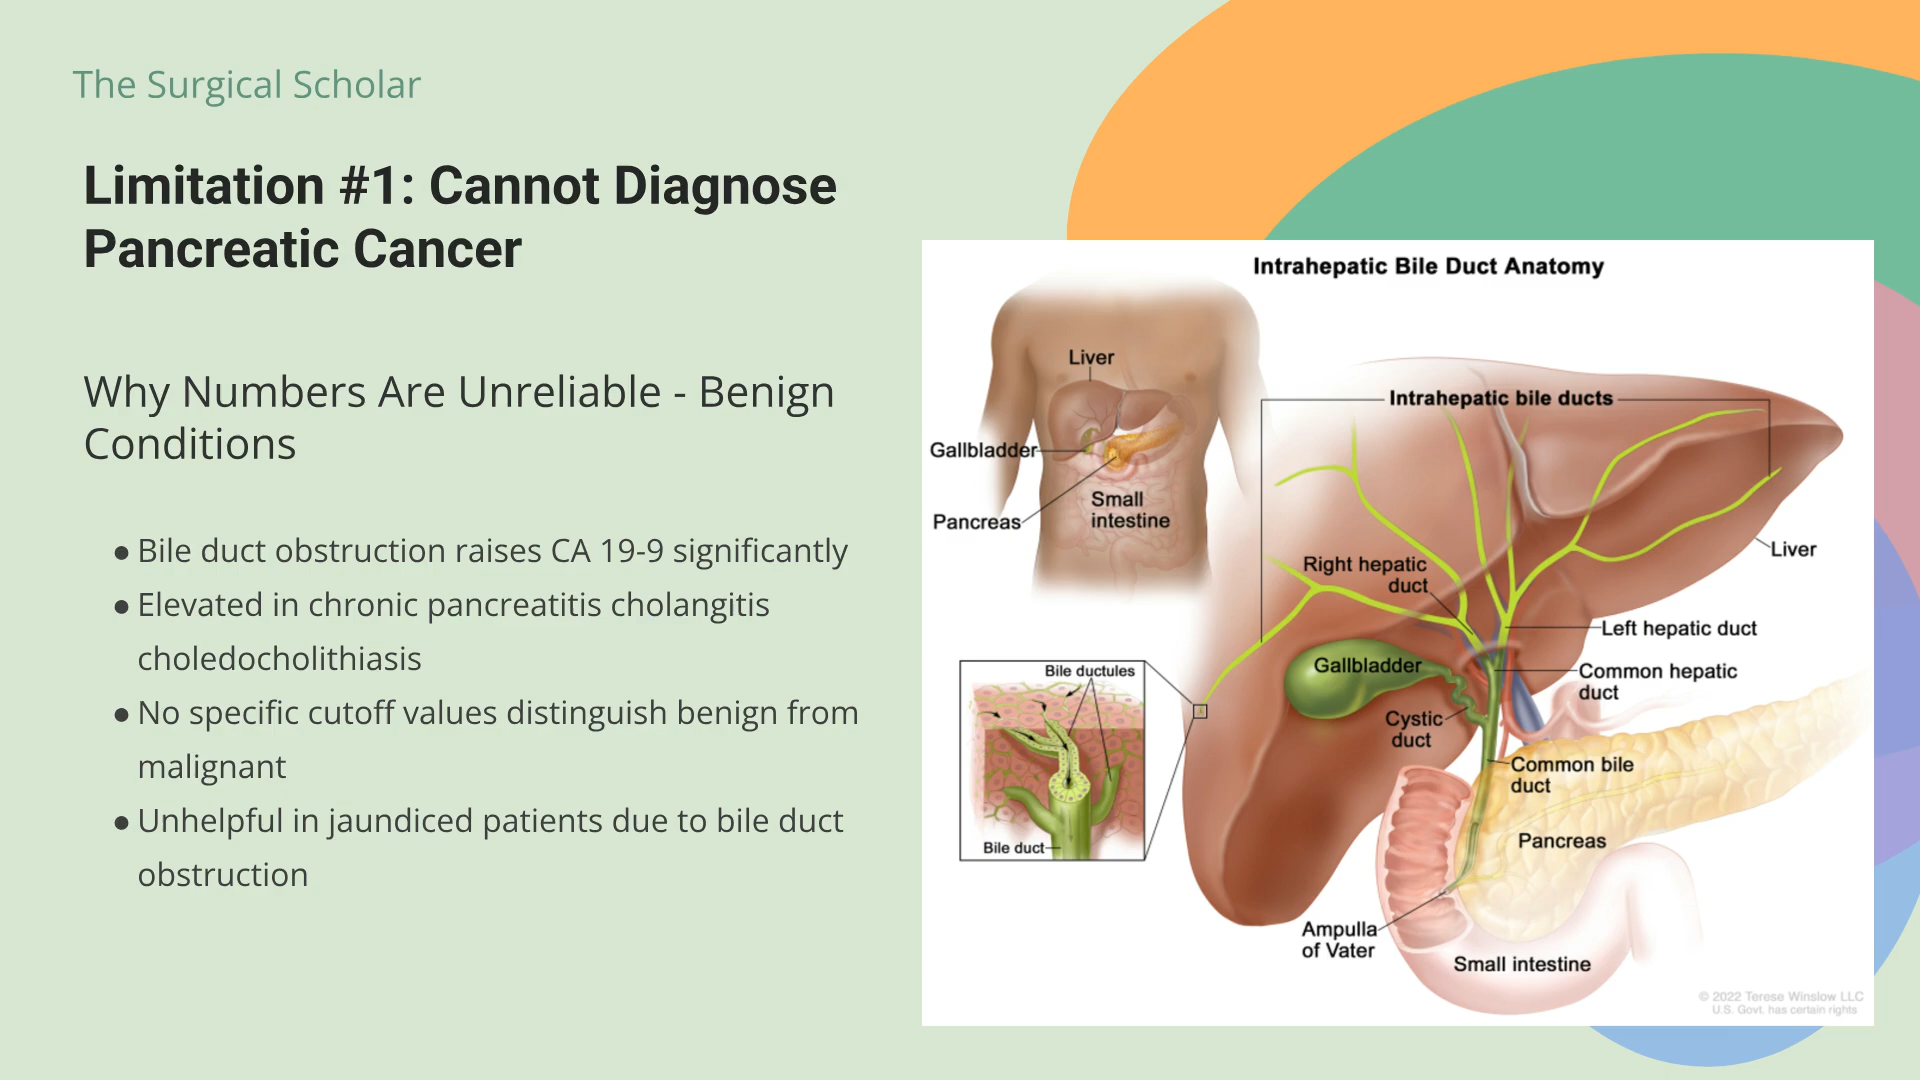 The Surgical Scholar
Limitation #1: Cannot Diagnose
Pancreatic Cancer
Why Numbers Are Unreliable - Benign
Conditions
● Bile duct obstruction raises CA 19-9 significantly
● Elevated in chronic pancreatitis cholangitis
choledocholithiasis
● No specific cutoff values distinguish benign from
malignant
● Unhelpful in jaundiced patients due to bile duct
obstruction
Intrahepatic Bile Duct Anatomy
Liver
Gallbladder
Pancreas
Small
intestine
Intrahepatic bile ducts
Right hepatic
duct
Liver
Left hepatic duct
Common hepatic
duct
Gallbladder
Cystic
duct
Common bile
duct
Pancreas
Bile ductules
Bile duct
Ampulla
of Vater
Small intestine
© 2022 Terese Winslow LLC
U.S. Govt. has certain rights